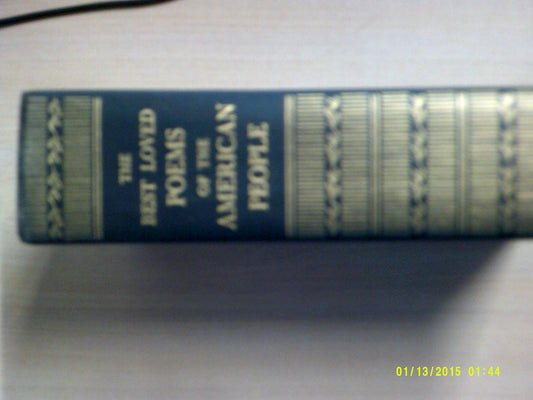 THE
BEST LOVED
POEMS
OF THE
AMERICAN
PEOPLE
01/13/2015 01:44